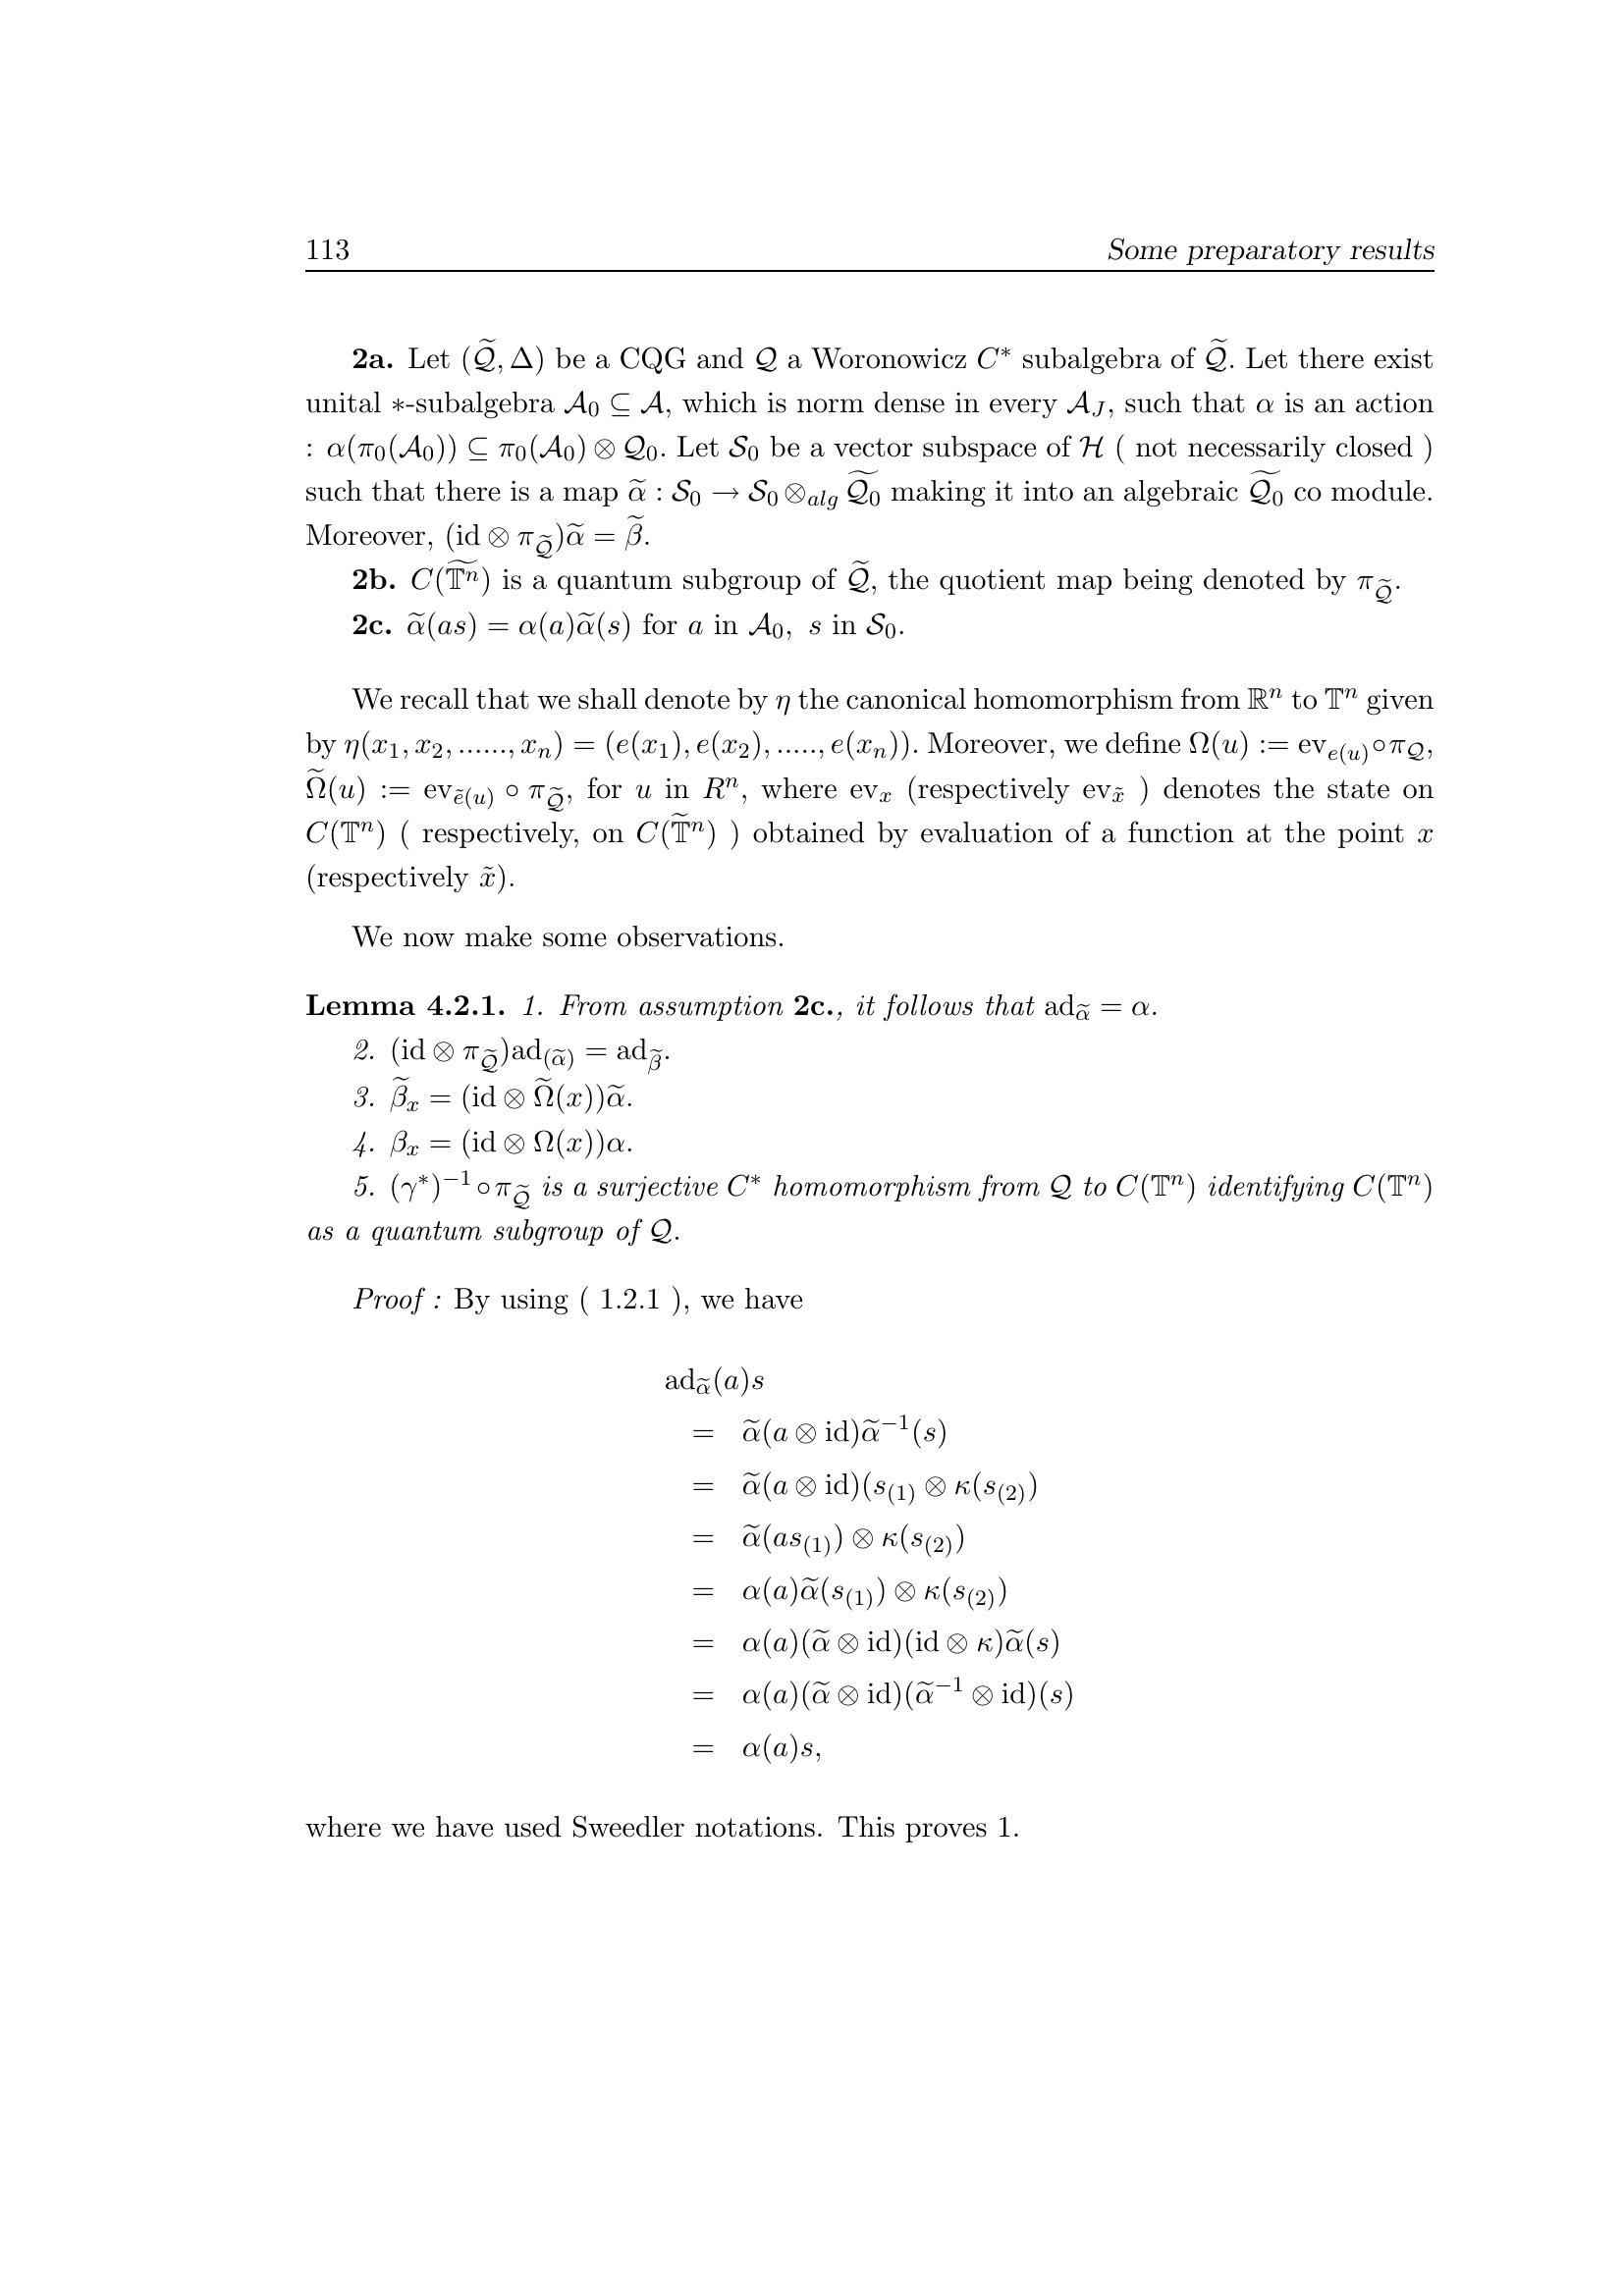 113 Some preparatory results
2a. Let $(\widetilde{\mathcal{Q}}, \Delta)$ be a CQG and $\mathcal{Q}$ a Woronowicz $C^*$ subalgebra of $\widetilde{\mathcal{Q}}$. Let there exist
unital $*$-subalgebra $\mathcal{A}_0 \subseteq \mathcal{A}$, which is norm dense in every $\mathcal{A}_J$, such that $\alpha$ is an action
: $\alpha(\pi_0(\mathcal{A}_0)) \subseteq \pi_0(\mathcal{A}_0) \otimes \mathcal{Q}_0$. Let $\mathcal{S}_0$ be a vector subspace of $\mathcal{H}$ ( not necessarily closed )
such that there is a map $\widetilde{\alpha} : \mathcal{S}_0 \to \mathcal{S}_0 \otimes_{alg} \widetilde{\mathcal{Q}_0}$ making it into an algebraic $\widetilde{\mathcal{Q}_0}$ co module.
Moreover, $(\mathrm{id} \otimes \pi_{\widetilde{\mathcal{Q}}})\widetilde{\alpha} = \widetilde{\beta}$.
2b. $C(\widetilde{\mathbb{T}^n})$ is a quantum subgroup of $\widetilde{\mathcal{Q}}$, the quotient map being denoted by $\pi_{\widetilde{\mathcal{Q}}}$.
2c. $\widetilde{\alpha}(as) = \alpha(a)\widetilde{\alpha}(s)$ for $a$ in $\mathcal{A}_0$, $s$ in $\mathcal{S}_0$.
We recall that we shall denote by $\eta$ the canonical homomorphism from $\mathbb{R}^n$ to $\mathbb{T}^n$ given
by $\eta(x_1, x_2, ......, x_n) = (e(x_1), e(x_2), ....., e(x_n))$. Moreover, we define $\Omega(u) := \mathrm{ev}_{e(u)} \circ \pi_{\mathcal{Q}}$,
$\widetilde{\Omega}(u) := \mathrm{ev}_{\tilde{e}(u)} \circ \pi_{\widetilde{\mathcal{Q}}}$, for $u$ in $R^n$, where $\mathrm{ev}_x$ (respectively $\mathrm{ev}_{\tilde{x}}$ ) denotes the state on
$C(\mathbb{T}^n)$ ( respectively, on $C(\widetilde{\mathbb{T}}^n)$ ) obtained by evaluation of a function at the point $x$
(respectively $\tilde{x}$).
We now make some observations.
Lemma 4.2.1. 1. From assumption 2c., it follows that $\mathrm{ad}_{\widetilde{\alpha}} = \alpha$.
2. $(\mathrm{id} \otimes \pi_{\widetilde{\mathcal{Q}}})\mathrm{ad}_{(\widetilde{\alpha})} = \mathrm{ad}_{\widetilde{\beta}}$.
3. $\widetilde{\beta}_x = (\mathrm{id} \otimes \widetilde{\Omega}(x))\widetilde{\alpha}$.
4. $\beta_x = (\mathrm{id} \otimes \Omega(x))\alpha$.
5. $(\gamma^*)^{-1} \circ \pi_{\widetilde{\mathcal{Q}}}$ is a surjective $C^*$ homomorphism from $\mathcal{Q}$ to $C(\mathbb{T}^n)$ identifying $C(\mathbb{T}^n)$
as a quantum subgroup of $\mathcal{Q}$.
Proof : By using ( 1.2.1 ), we have
$\mathrm{ad}_{\widetilde{\alpha}}(a)s$
$= \widetilde{\alpha}(a \otimes \mathrm{id})\widetilde{\alpha}^{-1}(s)$
$= \widetilde{\alpha}(a \otimes \mathrm{id})(s_{(1)} \otimes \kappa(s_{(2)})$
$= \widetilde{\alpha}(as_{(1)}) \otimes \kappa(s_{(2)})$
$= \alpha(a)\widetilde{\alpha}(s_{(1)}) \otimes \kappa(s_{(2)})$
$= \alpha(a)(\widetilde{\alpha} \otimes \mathrm{id})(\mathrm{id} \otimes \kappa)\widetilde{\alpha}(s)$
$= \alpha(a)(\widetilde{\alpha} \otimes \mathrm{id})(\widetilde{\alpha}^{-1} \otimes \mathrm{id})(s)$
$= \alpha(a)s,$
where we have used Sweedler notations. This proves 1.